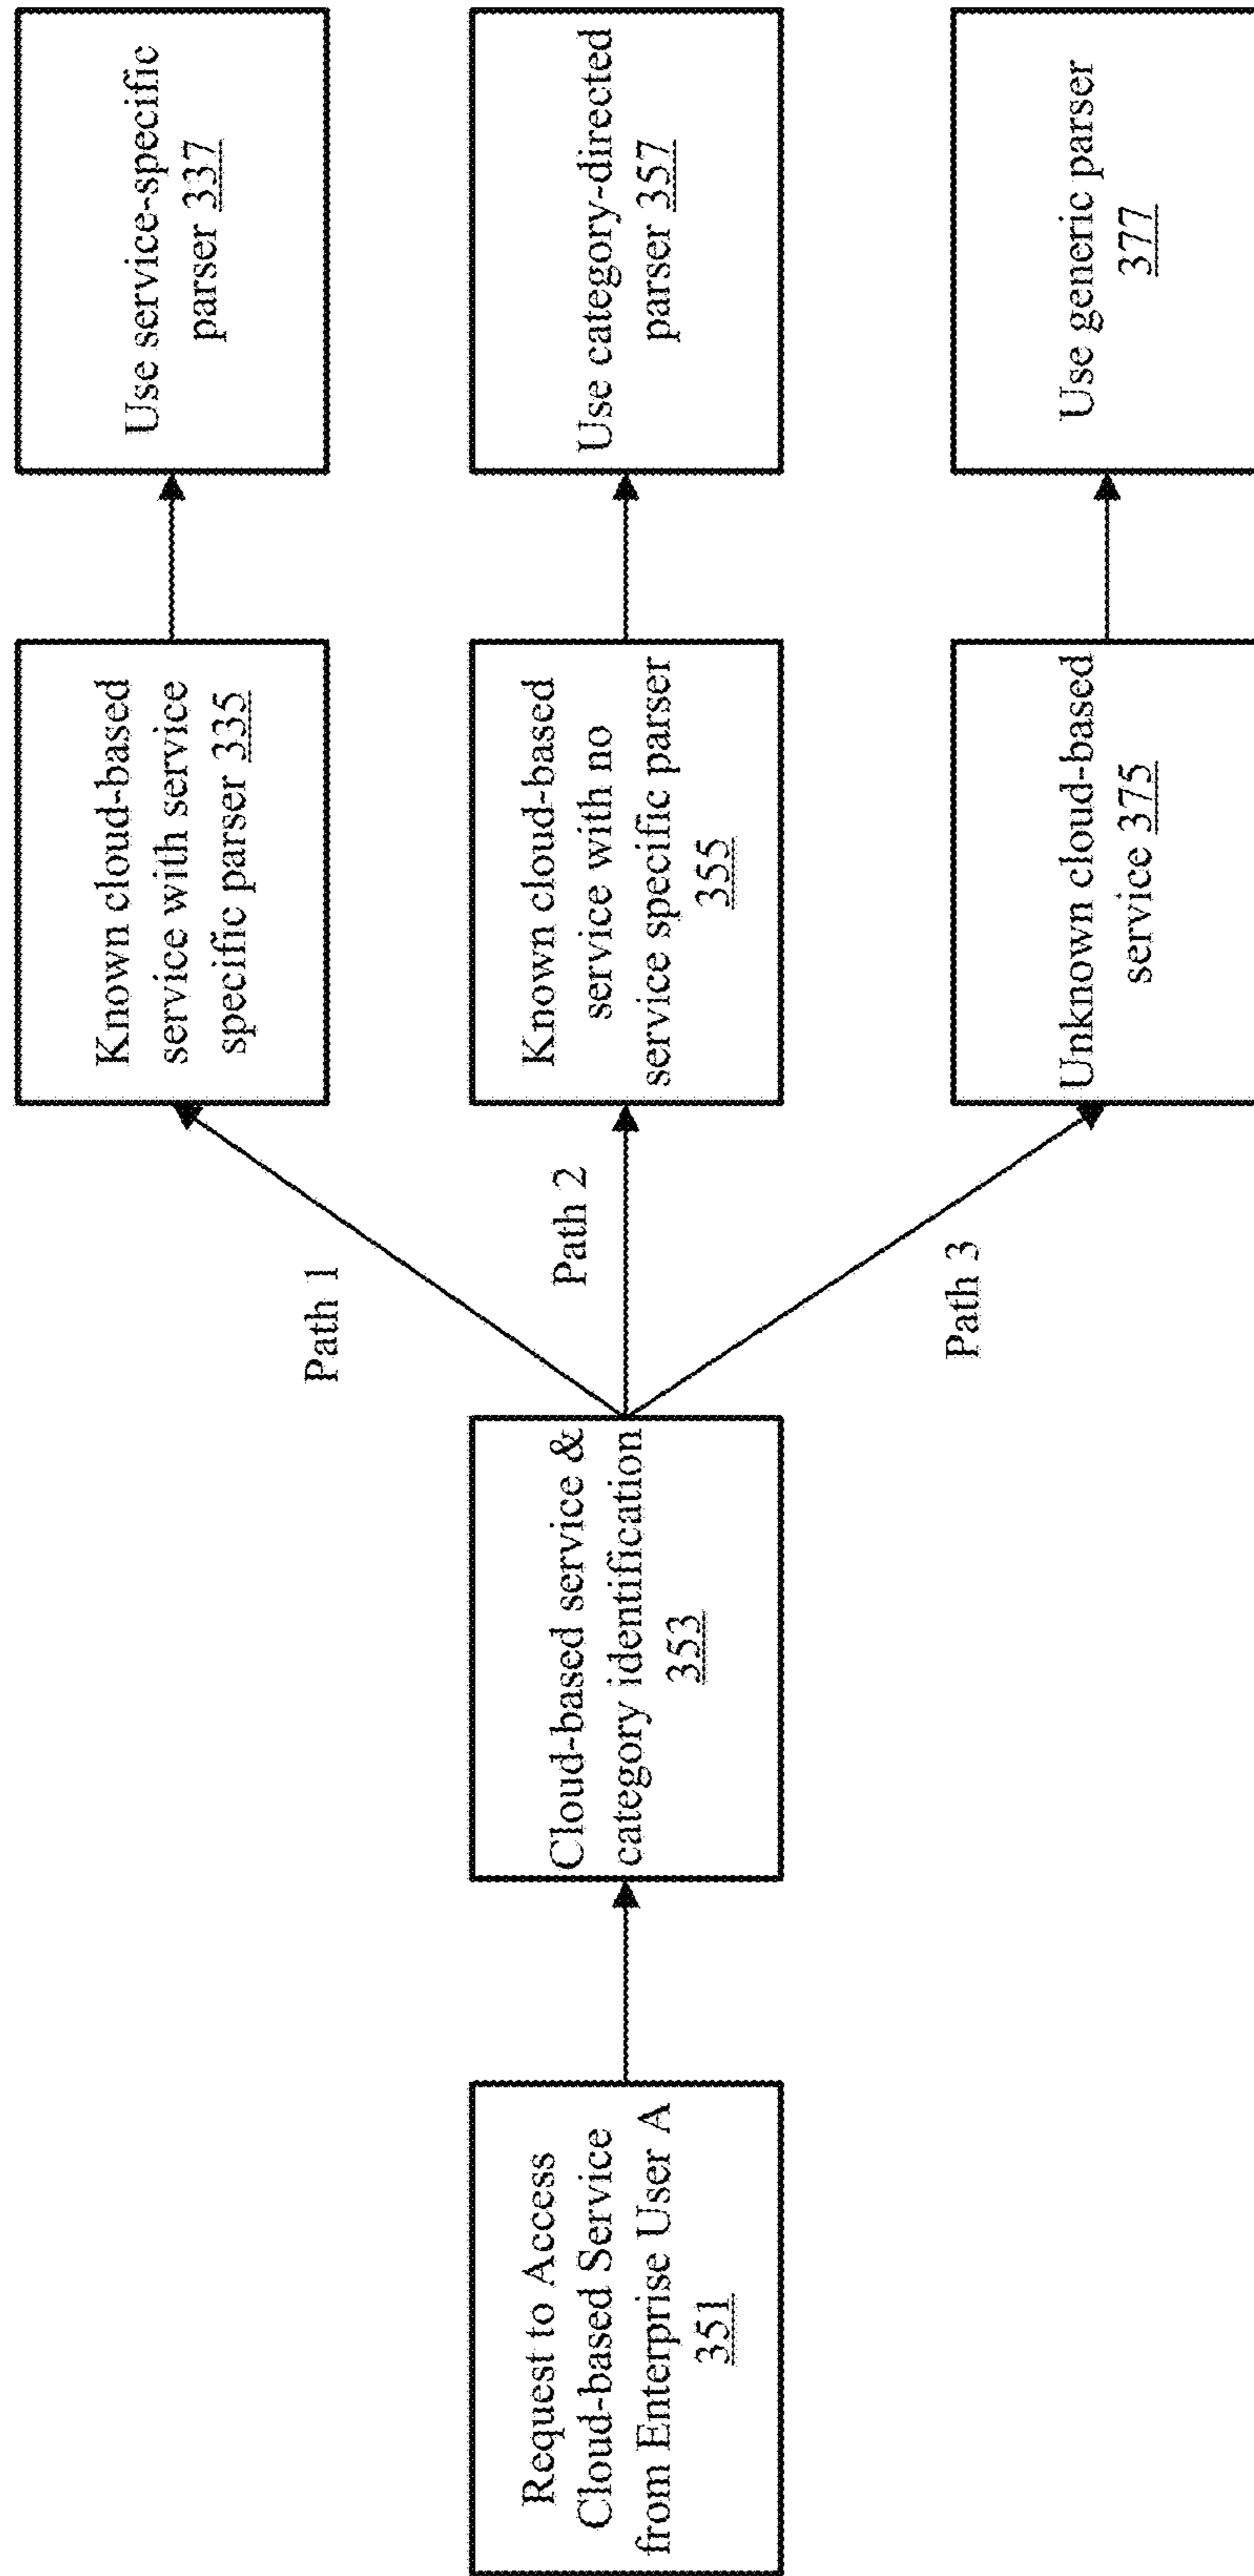 Request to Access
Cloud-based Service
from Enterprise User A
351
Cloud-based service &
category identification
353
Path 1
Path 2
Path 3
Known cloud-based
service with service
specific parser 335
Use service-specific
parser 337
Known cloud-based
service with no
service specific parser
355
Use category-directed
parser 357
Unknown cloud-based
service 375
Use generic parser
377